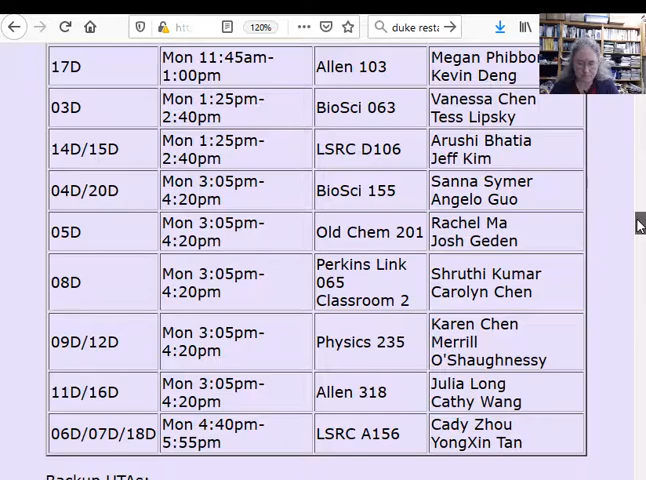 htt
120%
duke resta
17D Mon 11:45am- Allen 103 Megan Phibbo
1:00pm Kevin Deng
03D Mon 1:25pm- BioSci 063 Vanessa Chen
2:40pm Tess Lipsky
14D/15D Mon 1:25pm- LSRC D106 Arushi Bhatia
2:40pm Jeff Kim
04D/20D Mon 3:05pm- BioSci 155 Sanna Symer
4:20pm Angelo Guo
05D Mon 3:05pm- Old Chem 201 Rachel Ma
4:20pm Josh Geden
08D Mon 3:05pm- Perkins Link Shruthi Kumar
4:20pm 065 Carolyn Chen
Classroom 2
09D/12D Mon 3:05pm- Physics 235 Karen Chen
4:20pm Merrill
O'Shaughnessy
11D/16D Mon 3:05pm- Allen 318 Julia Long
4:20pm Cathy Wang
06D/07D/18D Mon 4:40pm- LSRC A156 Cady Zhou
5:55pm YongXin Tan
Backup UTAs: